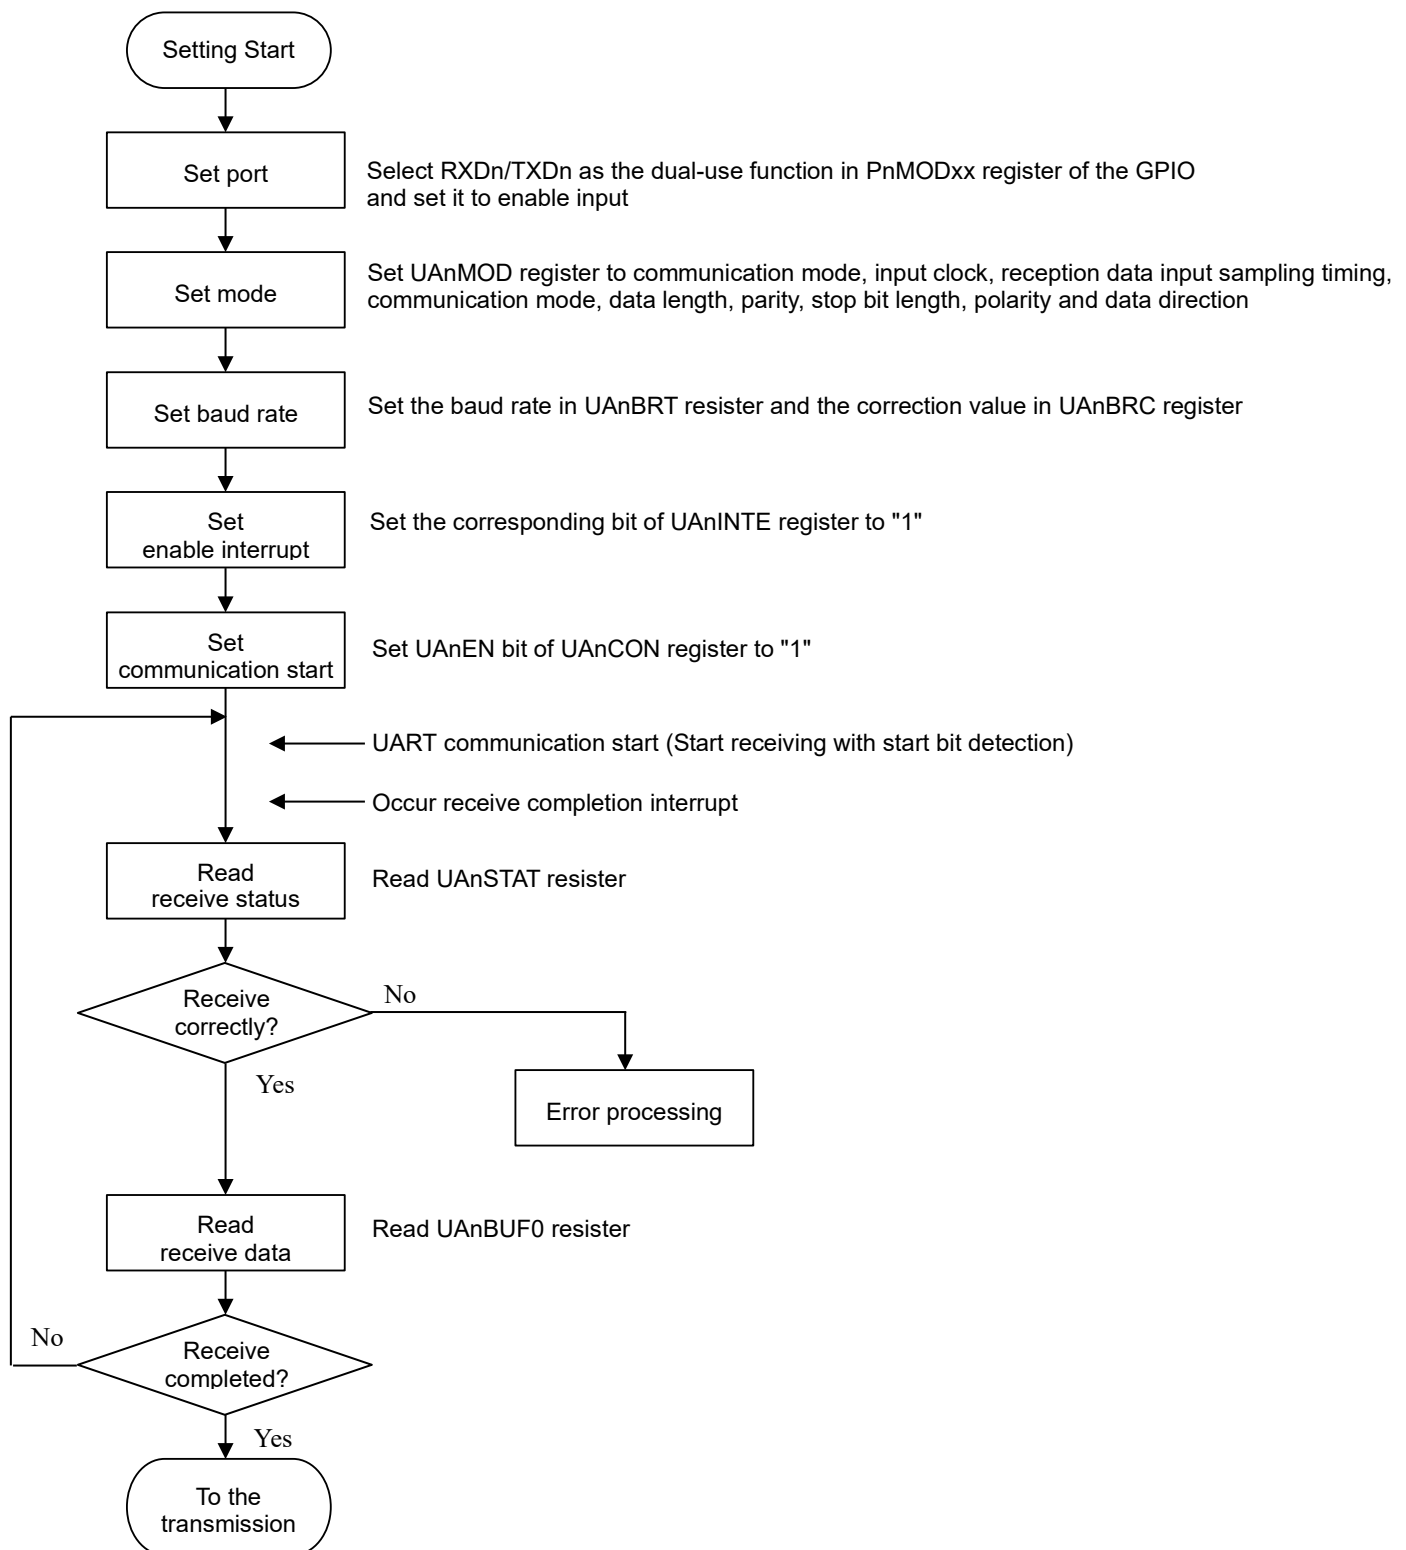 Setting Start
Set port
Select RXDn/TXDn as the dual-use function in PnMODxx register of the GPIO
and set it to enable input
Set mode
Set UAnMOD register to communication mode, input clock, reception data input sampling timing,
communication mode, data length, parity, stop bit length, polarity and data direction
Set baud rate
Set the baud rate in UAnBRT resister and the correction value in UAnBRC register
Set
enable interrupt
Set the corresponding bit of UAnINTE register to "1"
Set
communication start
Set UAnEN bit of UAnCON register to "1"
UART communication start (Start receiving with start bit detection)
Occur receive completion interrupt
Read
receive status
Read UAnSTAT resister
Receive
correctly?
No
Yes
Error processing
Read
receive data
Read UAnBUF0 resister
No
Receive
completed?
Yes
To the
transmission